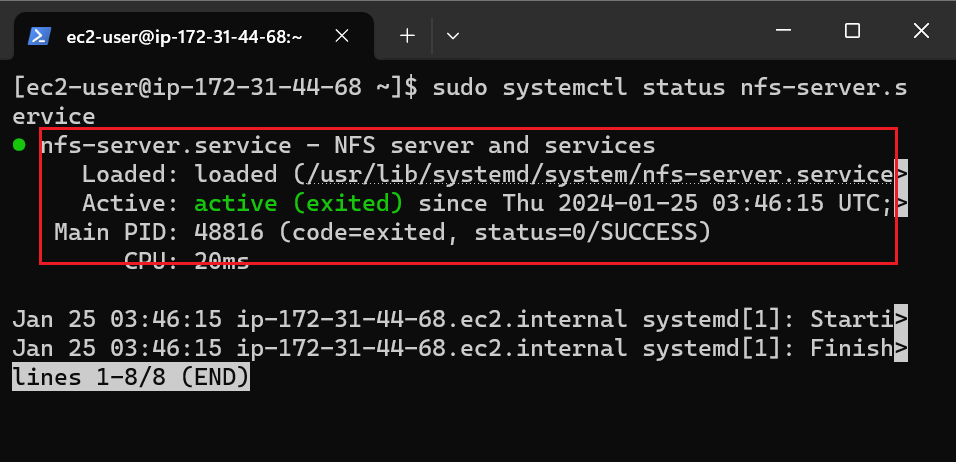 ec2-user@ip-172-31-44-68:~
[ec2-user@ip-172-31-44-68 ~]$ sudo systemctl status nfs-server.s
ervice
● nfs-server.service - NFS server and services
Loaded: loaded (/usr/lib/systemd/system/nfs-server.service>
Active: active (exited) since Thu 2024-01-25 03:46:15 UTC;>
Main PID: 48816 (code=exited, status=0/SUCCESS)
CPU: 20ms
Jan 25 03:46:15 ip-172-31-44-68.ec2.internal systemd[1]: Starti>
Jan 25 03:46:15 ip-172-31-44-68.ec2.internal systemd[1]: Finish>
lines 1-8/8 (END)